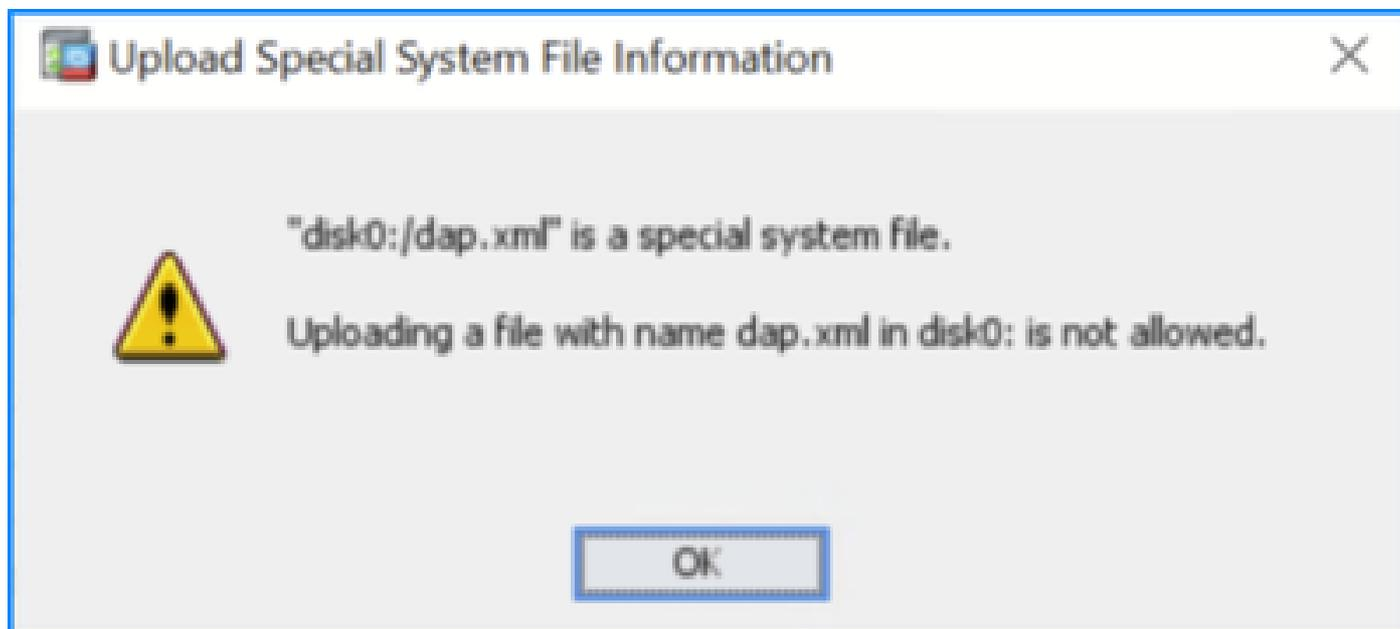 Upload Special System File Information
"disk0:/dap.xml" is a special system file.
Uploading a file with name dap.xml in disk0: is not allowed.
OK